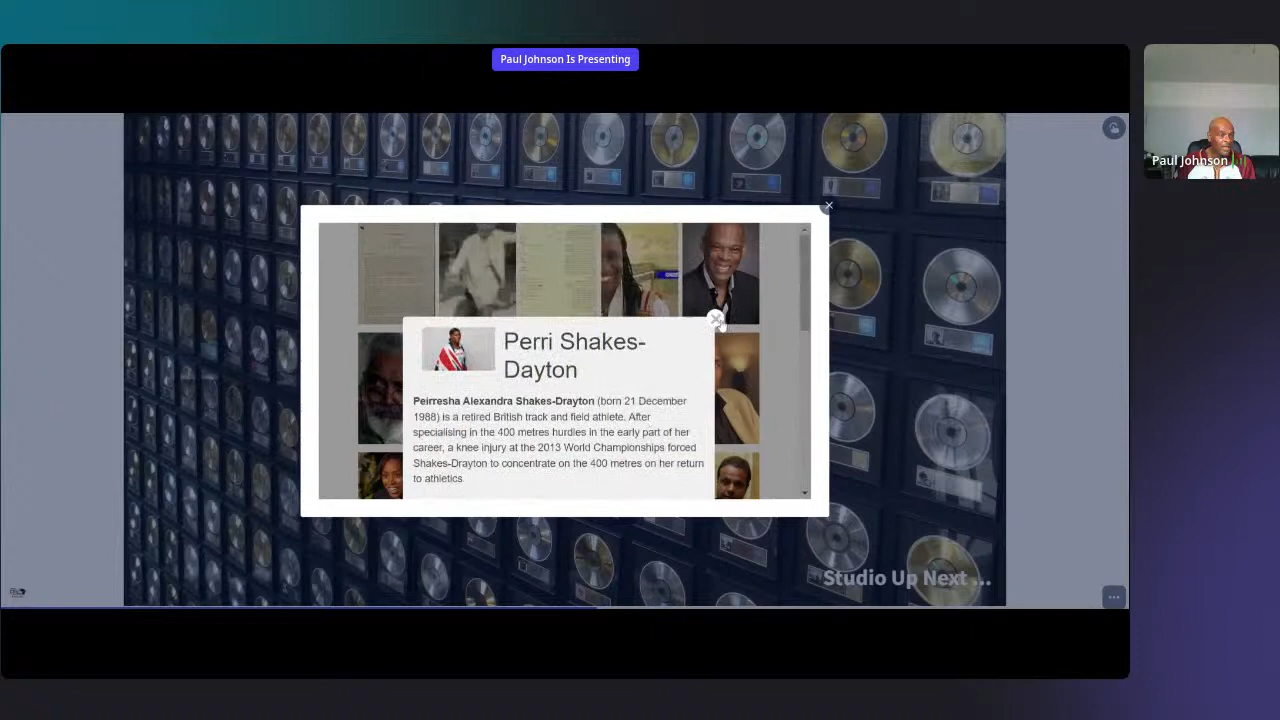 Paul Johnson Is Presenting
Paul Johnson
Perri Shakes-
Dayton
Peirresha Alexandra Shakes-Drayton (born 21 December
1988) is a retired British track and field athlete. After
specialising in the 400 metres hurdles in the early part of her
career, a knee injury at the 2013 World Championships forced
Shakes-Drayton to concentrate on the 400 metres on her return
to athletics
Studio Up Next ...